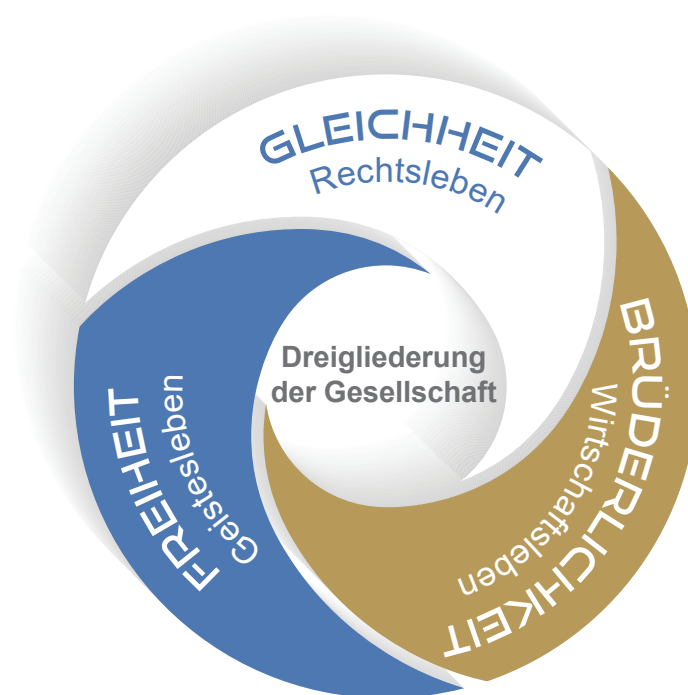 GLEICHHEIT
Rechtsleben
Dreigliederung
der Gesellschaft
BRÜDERLICHKEIT
Wirtschaftsleben
FREIHEIT
Geistesleben